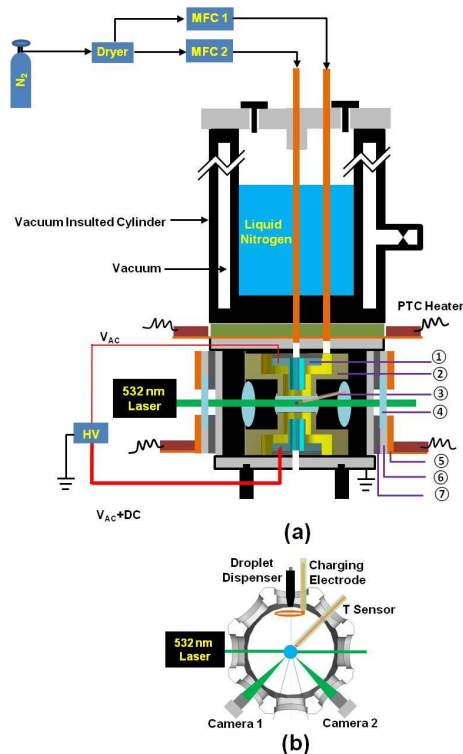 MFC 1
Dryer
MFC 2
N2
Liquid
Nitrogen
Vacuum Insulted Cylinder
Vacuum
PTC Heater
VAC
①
②
③
532 nm
Laser
④
HV
⑤
⑥
⑦
VAC+DC
(a)
Droplet
Dispenser
Charging
Electrode
T Sensor
532 nm
Laser
Camera 1
Camera 2
(b)